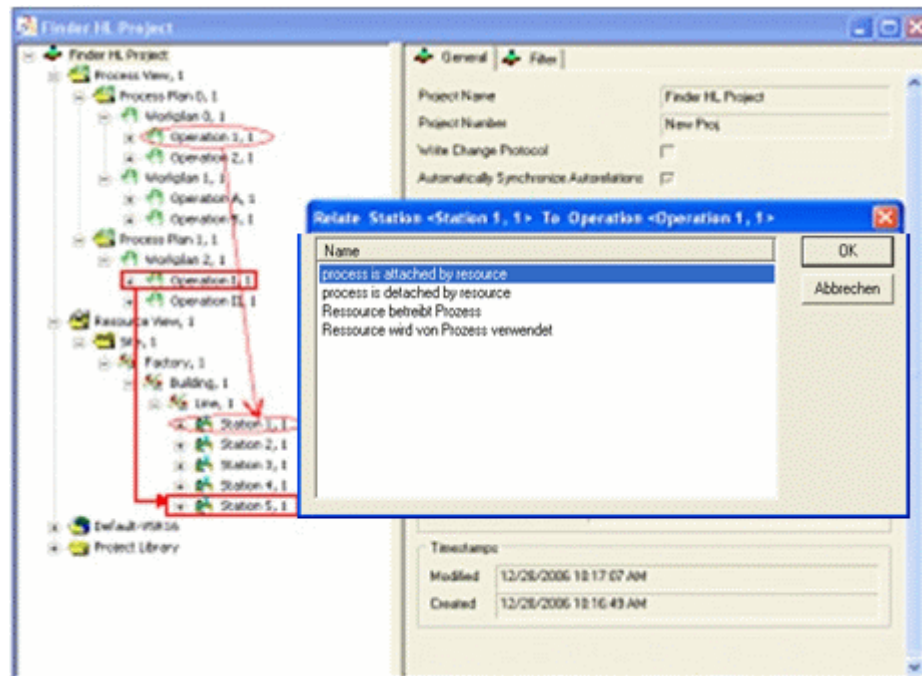 Finder HL Project
Finder HL Project
Process View, 1
Process Plan 0, 1
Workplan 0, 1
Operation 1, 1
Operation 2, 1
Workplan 1, 1
Operation A, 1
Operation B, 1
Process Plan 1, 1
Workplan 2, 1
Operation I, 1
Operation II, 1
Resource View, 1
Site, 1
Factory, 1
Building, 1
Line, 1
Station 1, 1
Station 2, 1
Station 3, 1
Station 4, 1
Station 5, 1
Default-V5R16
Project Library
General
Filter
Project Name
Finder HL Project
Project Number
New Proj
Write Change Protocol
Automatically Synchronize Autorelations
Relate Station <Station 1, 1> To Operation <Operation 1, 1>
Name
process is attached by resource
process is detached by resource
Ressource betreibt Prozess
Ressource wird von Prozess verwendet
OK
Abbrechen
Timestamps
Modified 12/28/2006 10:17:07 AM
Created 12/28/2006 10:16:49 AM